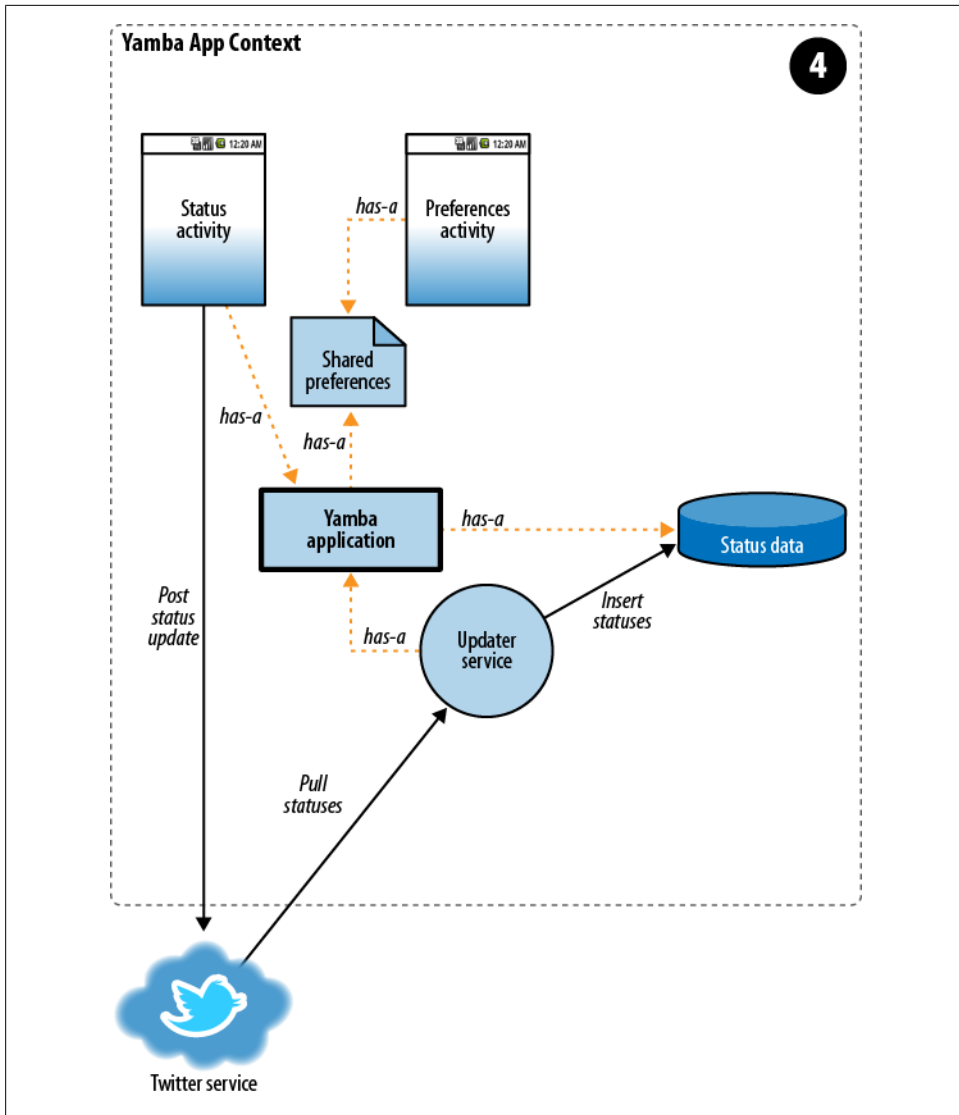 Yamba App Context
4
12:20 AM
12:20 AM
Status
activity
has-a
Preferences
activity
Shared
preferences
has-a
has-a
Yamba
application
has-a
Status data
Post
status
update
has-a
Updater
service
Insert
statuses
Pull
statuses
Twitter service